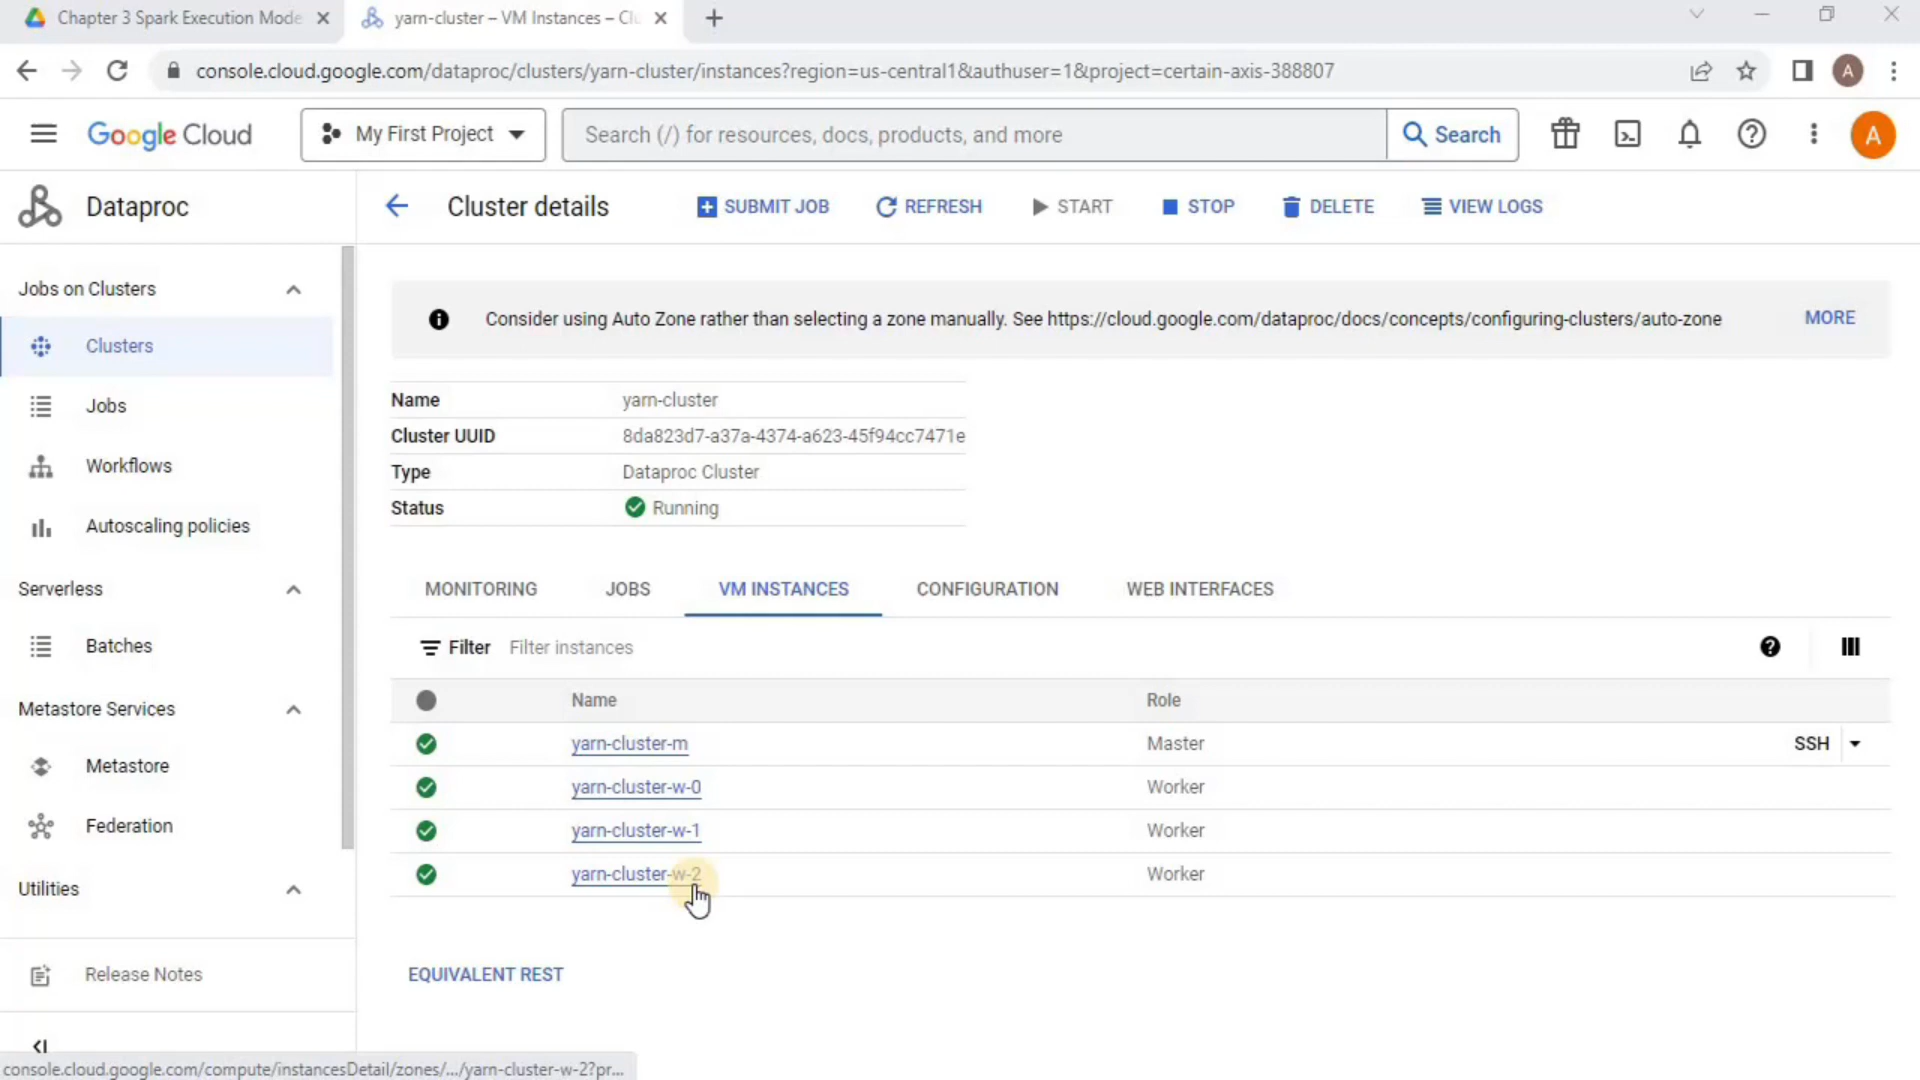 Chapter 3 Spark Execution Mode
yarn-cluster – VM Instances – Clu
console.cloud.google.com/dataproc/clusters/yarn-cluster/instances?region=us-central1&authuser=1&project=certain-axis-388807
A
Google Cloud
My First Project
Search (/) for resources, docs, products, and more
Search
A
Dataproc
Cluster details
SUBMIT JOB
REFRESH
START
STOP
DELETE
VIEW LOGS
Jobs on Clusters
Clusters
Jobs
Workflows
Autoscaling policies
Serverless
Batches
Metastore Services
Metastore
Federation
Utilities
Release Notes
Consider using Auto Zone rather than selecting a zone manually. See https://cloud.google.com/dataproc/docs/concepts/configuring-clusters/auto-zone
MORE
Name yarn-cluster
Cluster UUID 8da823d7-a37a-4374-a623-45f94cc7471e
Type Dataproc Cluster
Status Running
MONITORING JOBS VM INSTANCES CONFIGURATION WEB INTERFACES
Filter Filter instances
Name Role
yarn-cluster-m Master SSH
yarn-cluster-w-0 Worker
yarn-cluster-w-1 Worker
yarn-cluster-w-2 Worker
EQUIVALENT REST
console.cloud.google.com/compute/instancesDetail/zones/.../yarn-cluster-w-2?pr...